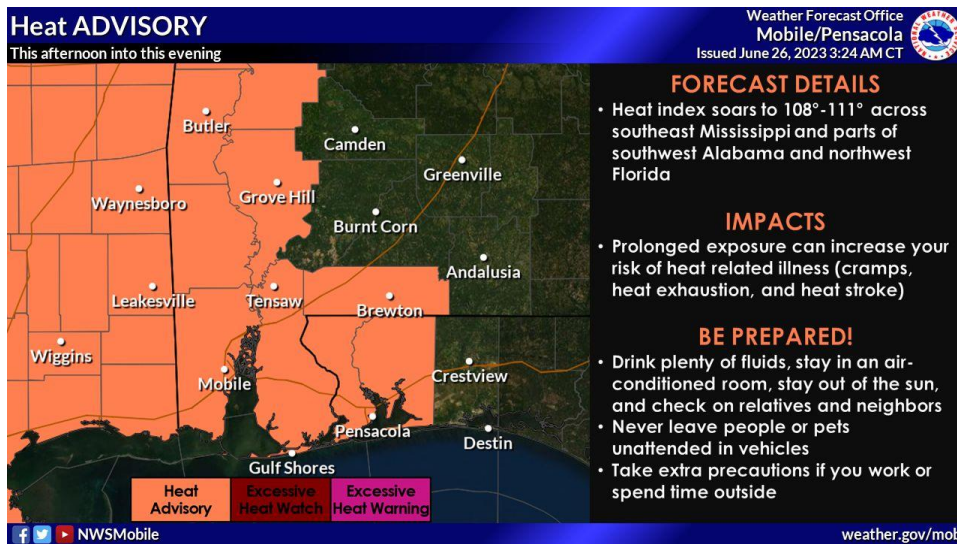 Heat ADVISORY
This afternoon into this evening
Weather Forecast Office
Mobile/Pensacola
Issued June 26, 2023 3:24 AM CT
Butler
Camden
Greenville
Waynesboro
Grove Hill
Burnt Corn
Andalusia
Leakesville
Tensaw
Brewton
Wiggins
Mobile
Crestview
Pensacola
Destin
Gulf Shores
Heat
Advisory
Excessive
Heat Watch
Excessive
Heat Warning
FORECAST DETAILS
• Heat index soars to 108°-111° across
southeast Mississippi and parts of
southwest Alabama and northwest
Florida
IMPACTS
• Prolonged exposure can increase your
risk of heat related illness (cramps,
heat exhaustion, and heat stroke)
BE PREPARED!
• Drink plenty of fluids, stay in an air-
conditioned room, stay out of the sun,
and check on relatives and neighbors
• Never leave people or pets
unattended in vehicles
• Take extra precautions if you work or
spend time outside
NWSMobile
weather.gov/mob